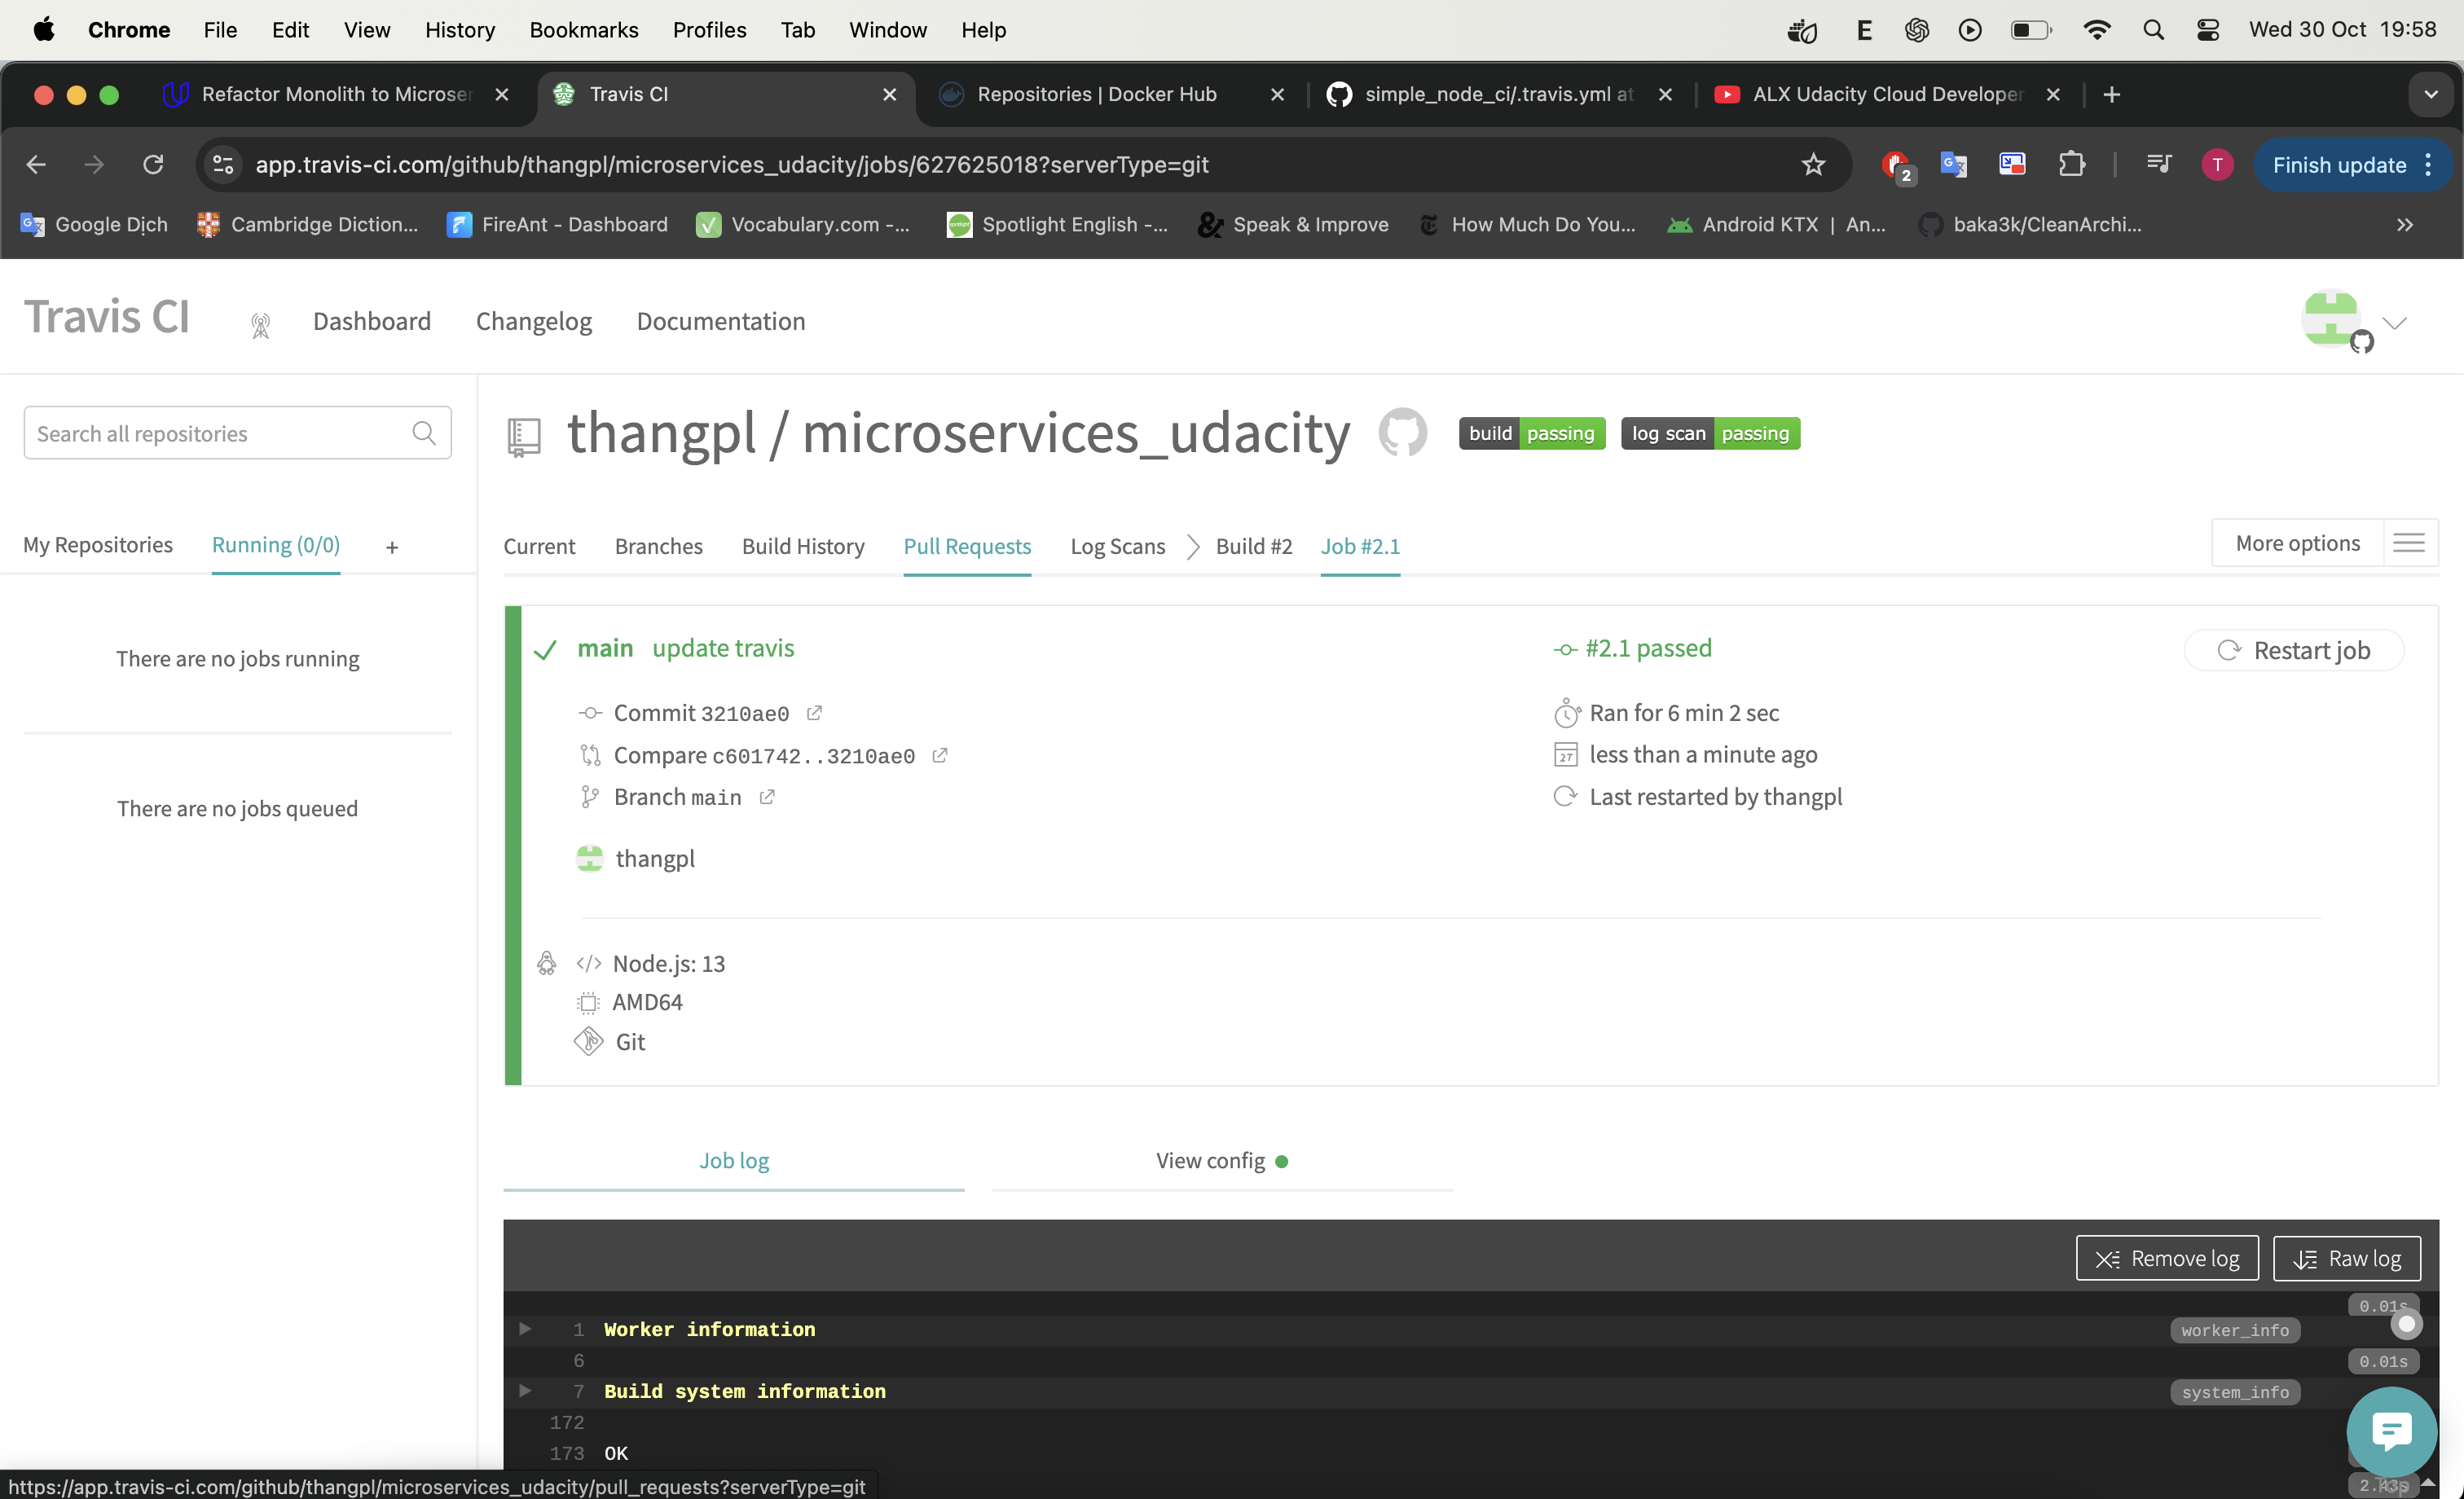 Chrome File Edit View History Bookmarks Profiles Tab Window Help E Wed 30 Oct 19:58
Refactor Monolith to Microser Travis CI Repositories | Docker Hub simple_node_ci/.travis.yml at ALX Udacity Cloud Developer
app.travis-ci.com/github/thangpl/microservices_udacity/jobs/627625018?serverType=git 2 T Finish update
Google Dịch Cambridge Diction... FireAnt - Dashboard Vocabulary.com -... Spotlight English -... Speak & Improve How Much Do You... Android KTX | An... baka3k/CleanArchi...
Travis CI Dashboard Changelog Documentation
Search all repositories
My Repositories Running (0/0) +
There are no jobs running
There are no jobs queued
thangpl / microservices_udacity build passing log scan passing
Current Branches Build History Pull Requests Log Scans Build #2 Job #2.1 More options
main update travis #2.1 passed Restart job
Commit 3210ae0 Ran for 6 min 2 sec
Compare c601742..3210ae0 27 less than a minute ago
Branch main Last restarted by thangpl
thangpl
Node.js: 13
AMD64
Git
Job log View config
Remove log Raw log
0.01s
1 Worker information worker_info
6 0.01s
7 Build system information system_info
172
173 OK
2.43s Top
https://app.travis-ci.com/github/thangpl/microservices_udacity/pull_requests?serverType=git